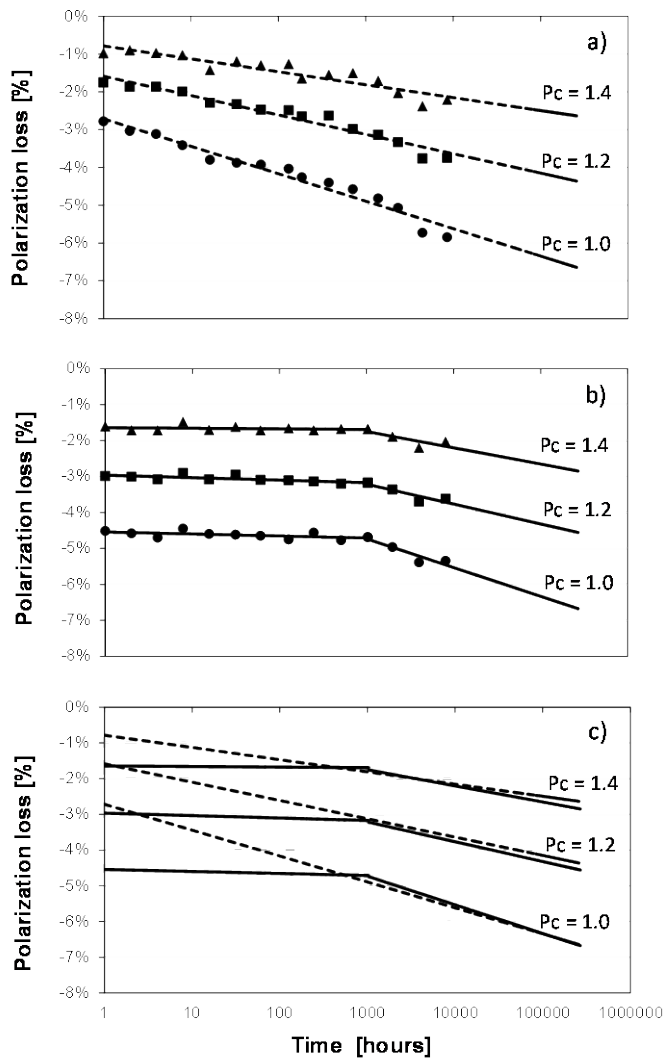 a)
Polarization loss [%]
0%
-1%
-2%
-3%
-4%
-5%
-6%
-7%
-8%
Pc = 1.4
Pc = 1.2
Pc = 1.0
b)
Polarization loss [%]
0%
-1%
-2%
-3%
-4%
-5%
-6%
-7%
-8%
Pc = 1.4
Pc = 1.2
Pc = 1.0
c)
Polarization loss [%]
0%
-1%
-2%
-3%
-4%
-5%
-6%
-7%
-8%
Pc = 1.4
Pc = 1.2
Pc = 1.0
1 10 100 1000 10000 100000 1000000
Time [hours]